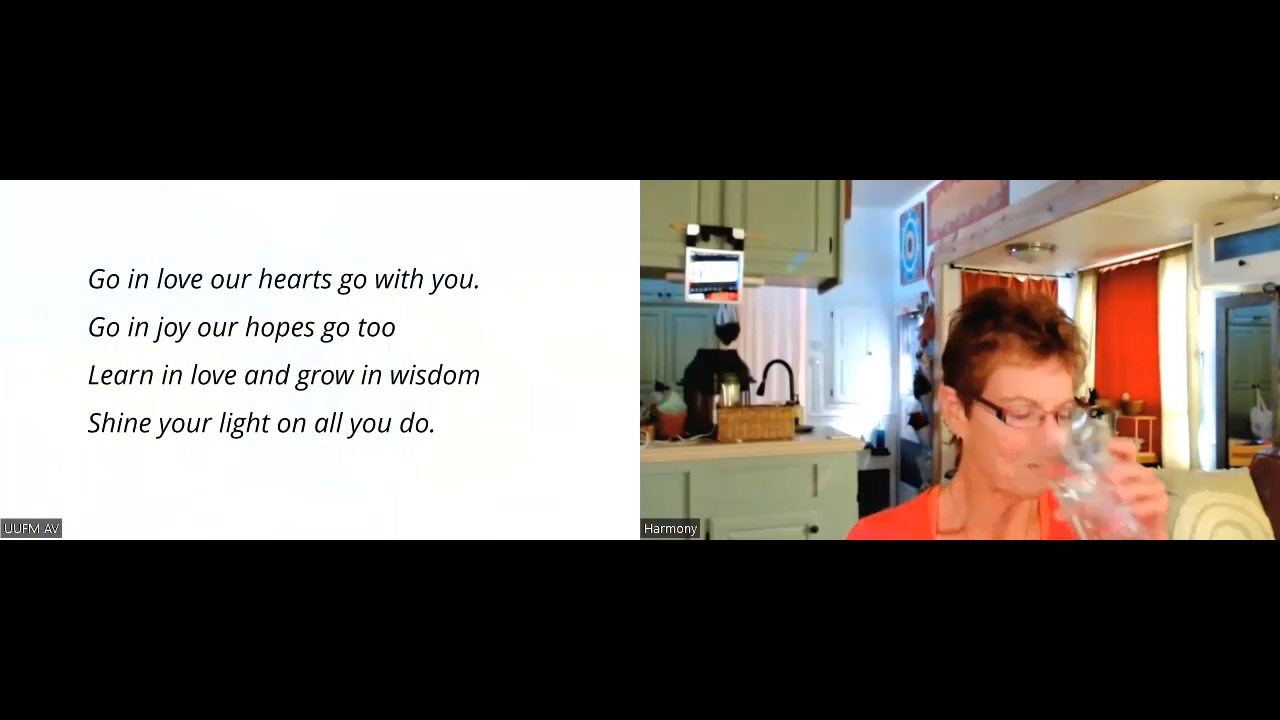 Go in love our hearts go with you.
Go in joy our hopes go too
Learn in love and grow in wisdom
Shine your light on all you do.
UUFM AV
Harmony